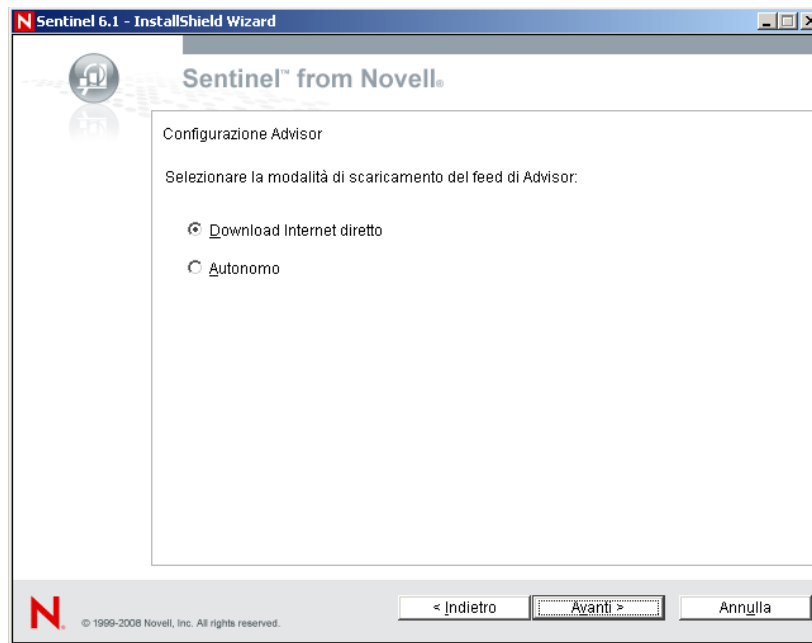 N Sentinel 6.1 - InstallShield Wizard
Sentinel™ from Novell®
Configurazione Advisor
Selezionare la modalità di scaricamento del feed di Advisor:
Download Internet diretto
Autonomo
N® © 1999-2008 Novell, Inc. All rights reserved.
< Indietro
Avanti >
Annulla